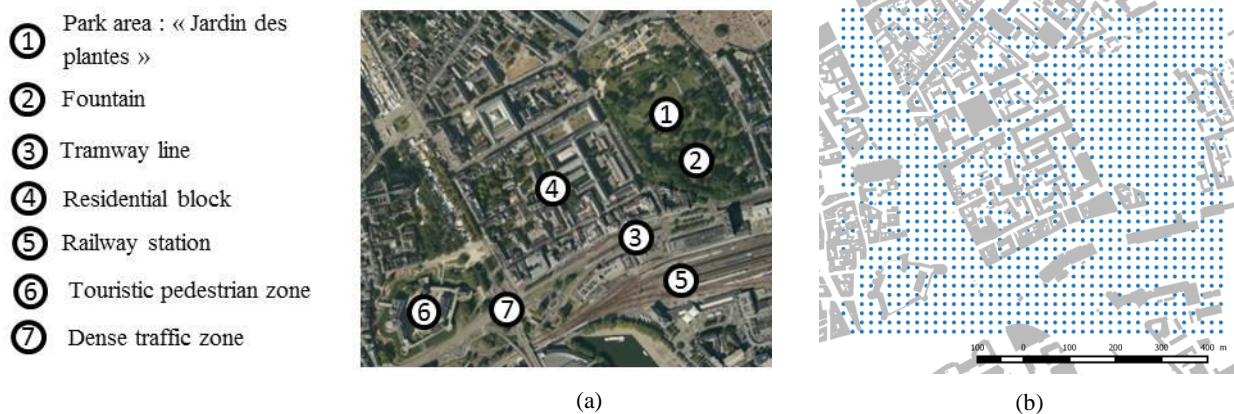 1 Park area : « Jardin des
plantes »
2 Fountain
3 Tramway line
4 Residential block
5 Railway station
6 Touristic pedestrian zone
7 Dense traffic zone
1
2
4
3
5
6
7
100 0 100 200 300 400 m
(a)
(b)